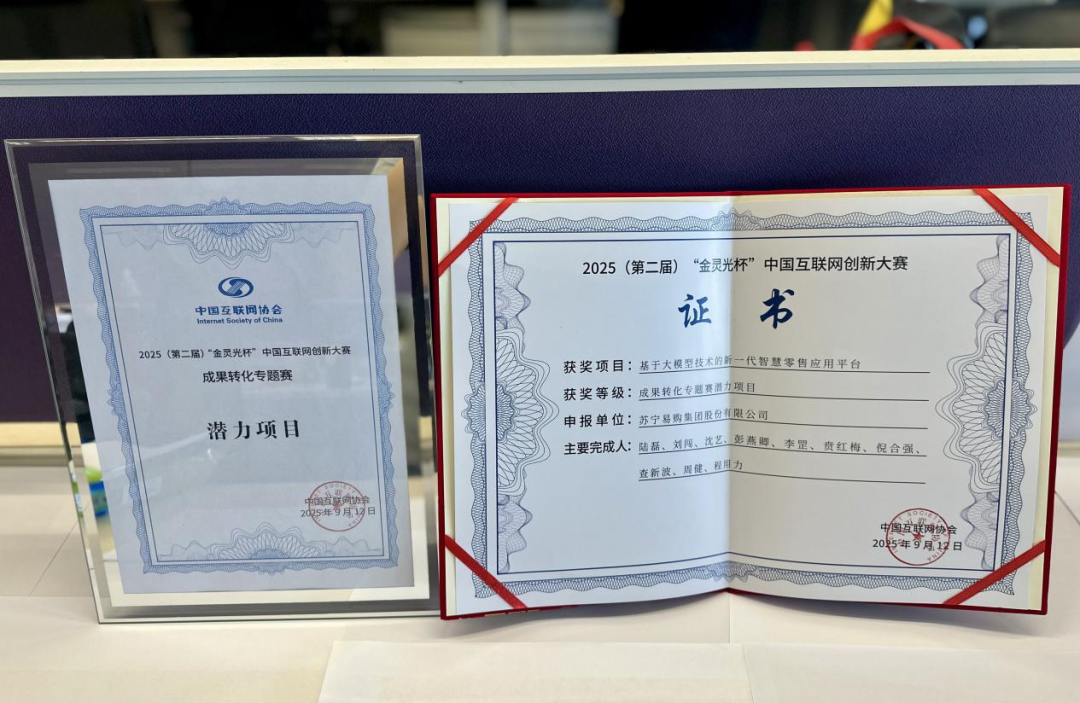 中国互联网协会
Internet Society of China
2025（第二届）“金灵光杯”中国互联网创新大赛
成果转化专题赛
潜力项目
中国互联网协会
2025年9月12日
2025（第二届）“金灵光杯”中国互联网创新大赛
证书
获奖项目：基于大模型技术的新一代智慧零售应用平台
获奖等级：成果转化专题赛潜力项目
申报单位：苏宁易购集团股份有限公司
主要完成人：陆磊、刘闯、沈艺、彭燕卿、李罡、贲红梅、倪合强、
查新波、周健、程用力
中国互联网协会
2025年9月12日